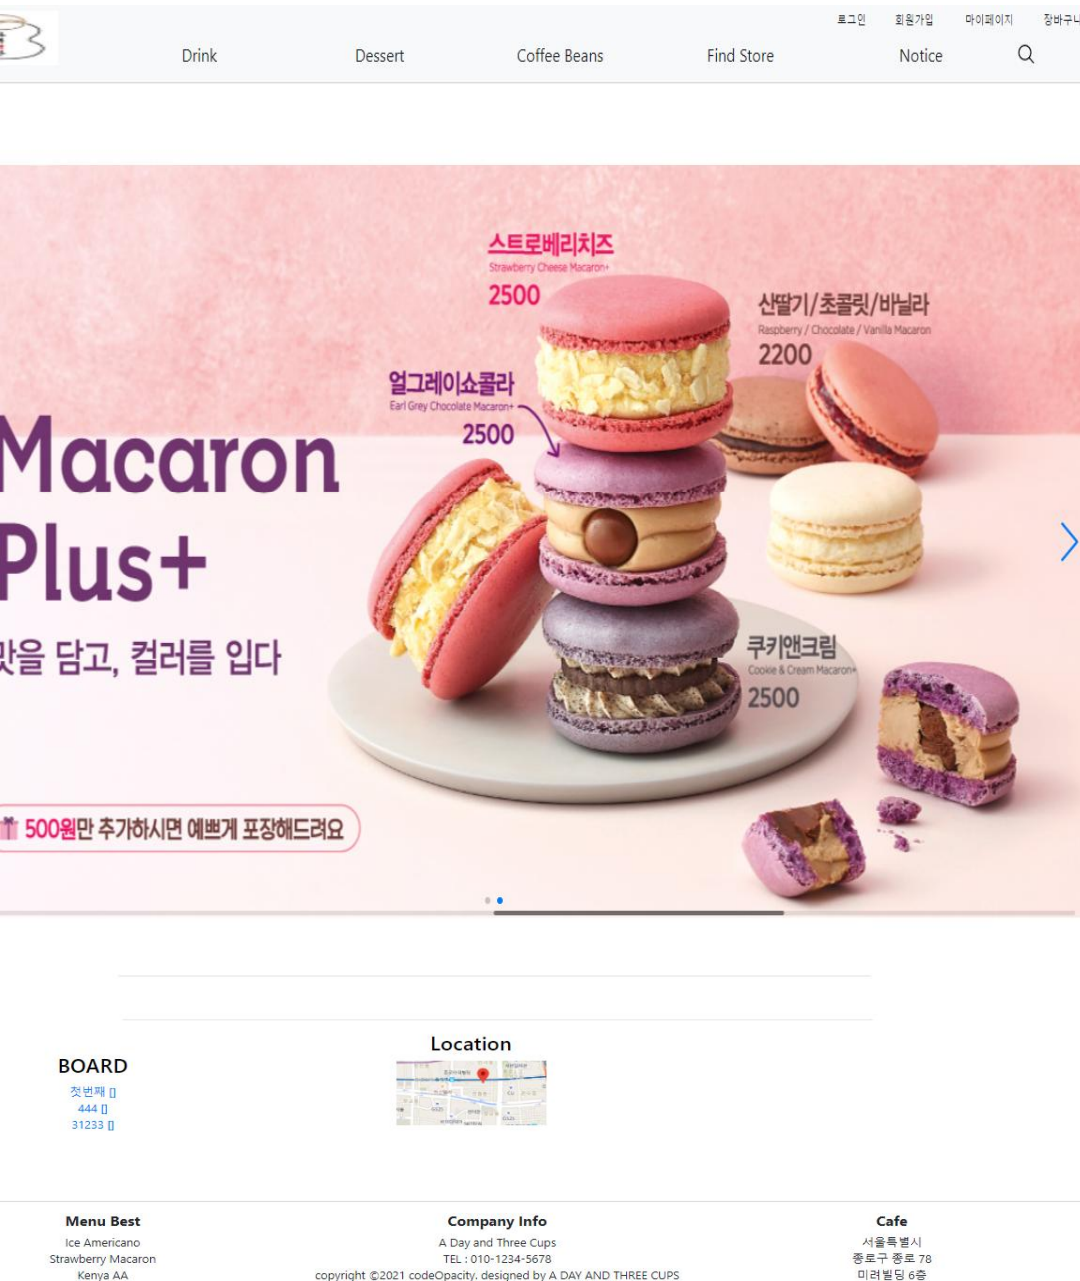 로그인 회원가입 마이페이지 장바구니
Drink Dessert Coffee Beans Find Store Notice
스트로베리치즈
Strawberry Cheese Macaron+
2500
산딸기/초콜릿/바닐라
Raspberry / Chocolate / Vanilla Macaron
2200
얼그레이쇼콜라
Earl Grey Chocolate Macaron+
2500
Macaron
Plus+
맛을 담고, 컬러를 입다
쿠키앤크림
Cookie & Cream Macaron+
2500
500원만 추가하시면 예쁘게 포장해드려요
Location
BOARD
첫번째 []
444 []
31233 []
Menu Best
Ice Americano
Strawberry Macaron
Kenya AA
Company Info
A Day and Three Cups
TEL : 010-1234-5678
copyright ©2021 codeOpacity. designed by A DAY AND THREE CUPS
Cafe
서울특별시
종로구 종로 78
미려빌딩 6층